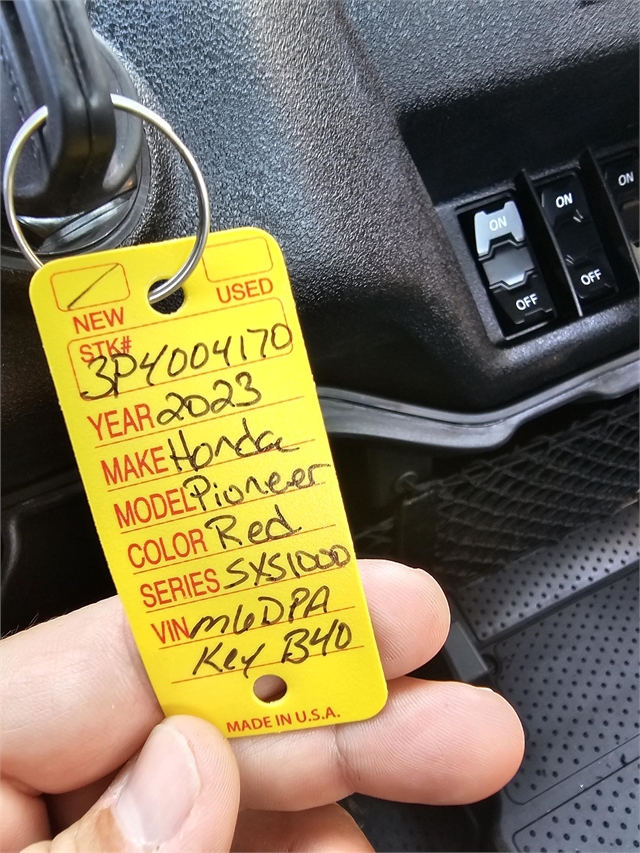 NEW USED
STK# 3P4004170
YEAR 2023
MAKE Honda
MODEL Pioneer
COLOR Red
SERIES SXS1000
VIN M6DPA
Key B40
MADE IN U.S.A.
ON OFF
ON OFF
ON